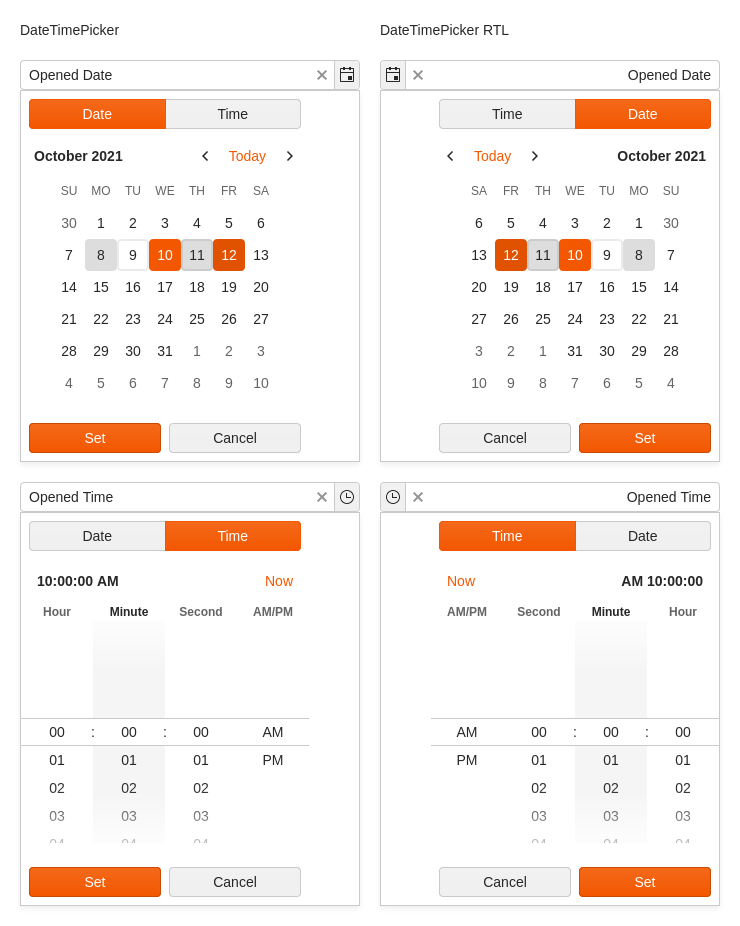 DateTimePicker
Opened Date
Date Time
October 2021 Today
SU MO TU WE TH FR SA
30 1 2 3 4 5 6
7 8 9 10 11 12 13
14 15 16 17 18 19 20
21 22 23 24 25 26 27
28 29 30 31 1 2 3
4 5 6 7 8 9 10
Set Cancel
Opened Time
Date Time
10:00:00 AM Now
Hour Minute Second AM/PM
00 : 00 : 00 AM
01 01 01 PM
02 02 02
03 03 03
04 04 04
Set Cancel
DateTimePicker RTL
Opened Date
Time Date
Today October 2021
SA FR TH WE TU MO SU
6 5 4 3 2 1 30
13 12 11 10 9 8 7
20 19 18 17 16 15 14
27 26 25 24 23 22 21
3 2 1 31 30 29 28
10 9 8 7 6 5 4
Cancel Set
Opened Time
Time Date
Now AM 10:00:00
AM/PM Second Minute Hour
AM 00 : 00 : 00
PM 01 01 01
02 02 02
03 03 03
04 04 04
Cancel Set